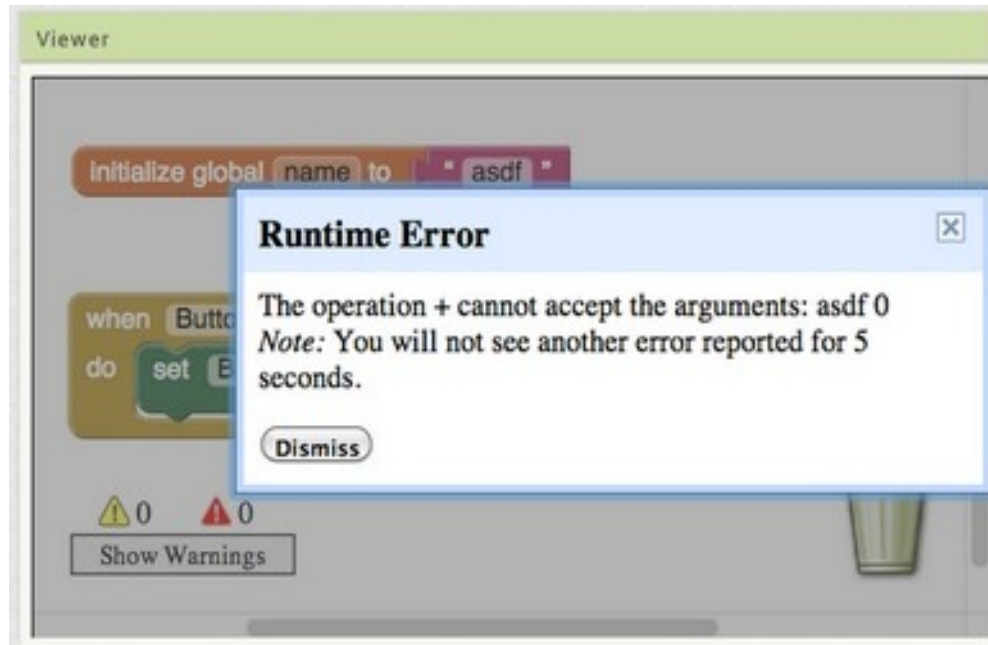 Viewer
initialize global name to " asdf "
Runtime Error
The operation + cannot accept the arguments: asdf 0
Note: You will not see another error reported for 5
seconds.
when
do set
Dismiss
0 0
Show Warnings